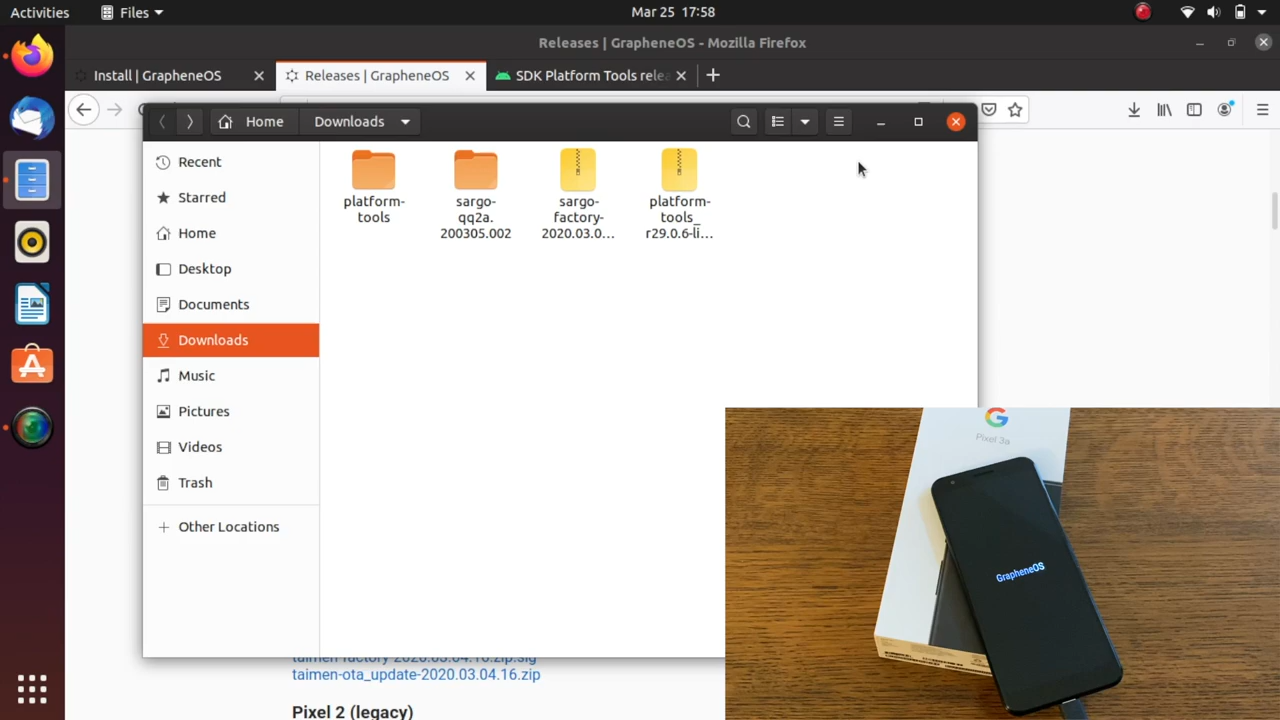 Activities
Files
Mar 25 17:58
Releases | GrapheneOS - Mozilla Firefox
Install | GrapheneOS
Releases | GrapheneOS
SDK Platform Tools relea
Home
Downloads
Recent
Starred
Home
Desktop
Documents
Downloads
Music
Pictures
Videos
Trash
Other Locations
platform-
tools
sargo-
qq2a.
200305.002
sargo-
factory-
2020.03.0...
platform-
tools_
r29.0.6-li...
taimen-factory-2020.03.04.16.zip.sig
taimen-ota_update-2020.03.04.16.zip
Pixel 2 (legacy)
G
Pixel 3a
GrapheneOS